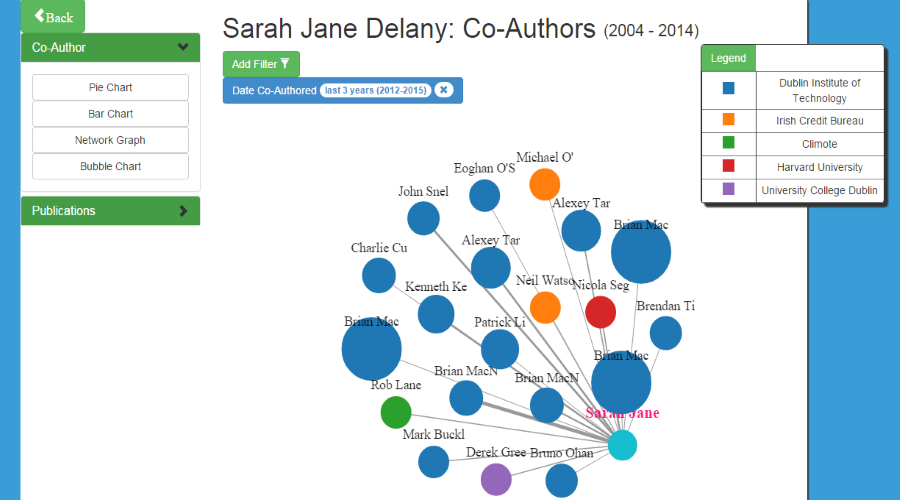 Back
Co-Author
Pie Chart
Bar Chart
Network Graph
Bubble Chart
Publications
Sarah Jane Delany: Co-Authors (2004 - 2014)
Add Filter
Date Co-Authored last 3 years (2012-2015)
Legend
Dublin Institute of
Technology
Irish Credit Bureau
Climote
Harvard University
University College Dublin
Michael O'
Eoghan O'S
John Snel
Alexey Tar
Brian Mac
Alexey Tar
Charlie Cu
Neil Watso
Nicola Seg
Kenneth Ke
Brendan Ti
Brian Mac
Patrick Li
Brian Mac
Brian MacN
Brian MacN
Rob Lane
Sarah Jane
Mark Buckl
Derek Gree
Bruno Ohan